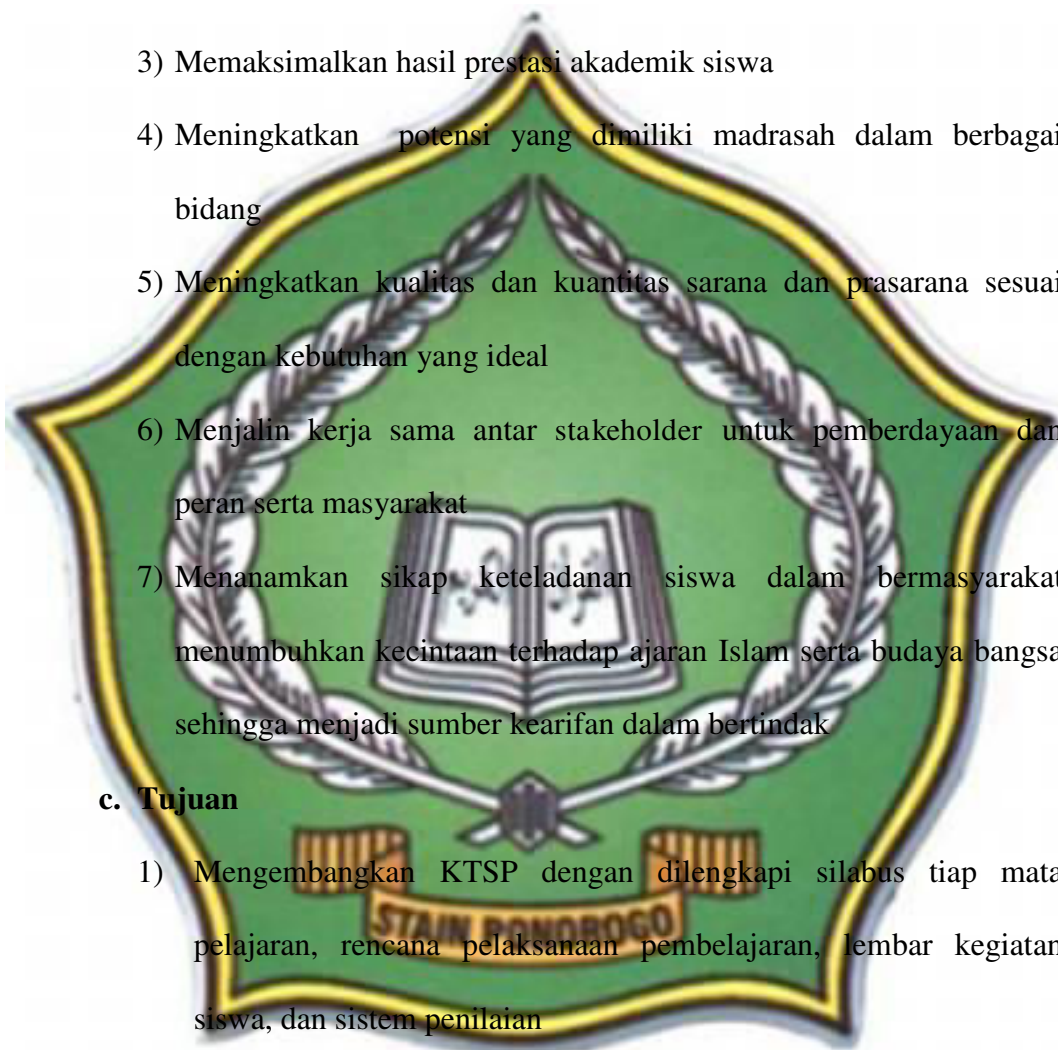 3) Memaksimalkan hasil prestasi akademik siswa
4) Meningkatkan potensi yang dimiliki madrasah dalam berbagai
bidang
5) Meningkatkan kualitas dan kuantitas sarana dan prasarana sesuai
dengan kebutuhan yang ideal
6) Menjalin kerja sama antar stakeholder untuk pemberdayaan dan
peran serta masyarakat
7) Menanamkan sikap keteladanan siswa dalam bermasyarakat
menumbuhkan kecintaan terhadap ajaran Islam serta budaya bangsa
sehingga menjadi sumber kearifan dalam bertindak
c. Tujuan
1) Mengembangkan KTSP dengan dilengkapi silabus tiap mata
STAIN PONOROGO
pelajaran, rencana pelaksanaan pembelajaran, lembar kegiatan
siswa, dan sistem penilaian